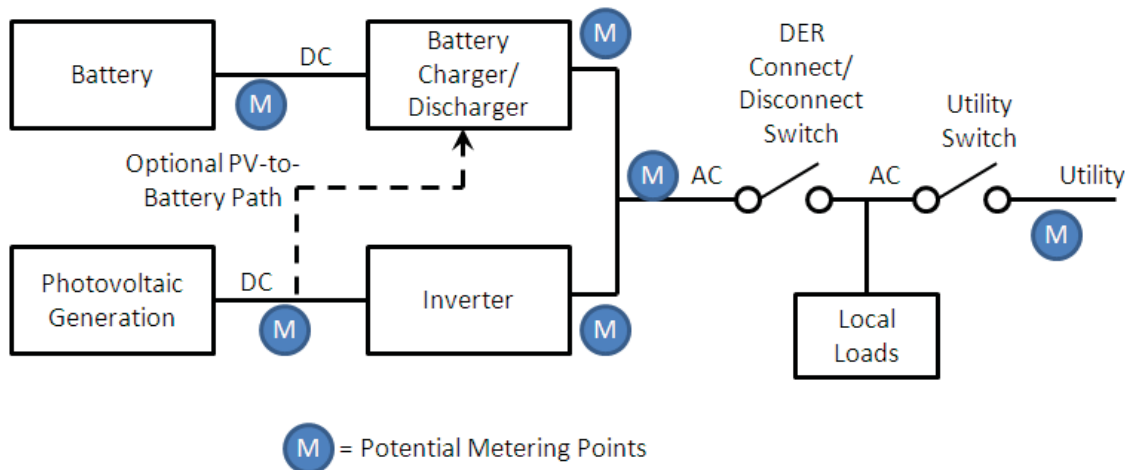 Battery
DC
M
Battery
Charger/
Discharger
M
DER
Connect/
Disconnect
Switch
Utility
Switch
Optional PV-to-
Battery Path
M
AC
AC
Utility
M
Photovoltaic
Generation
DC
M
Inverter
M
Local
Loads
M = Potential Metering Points